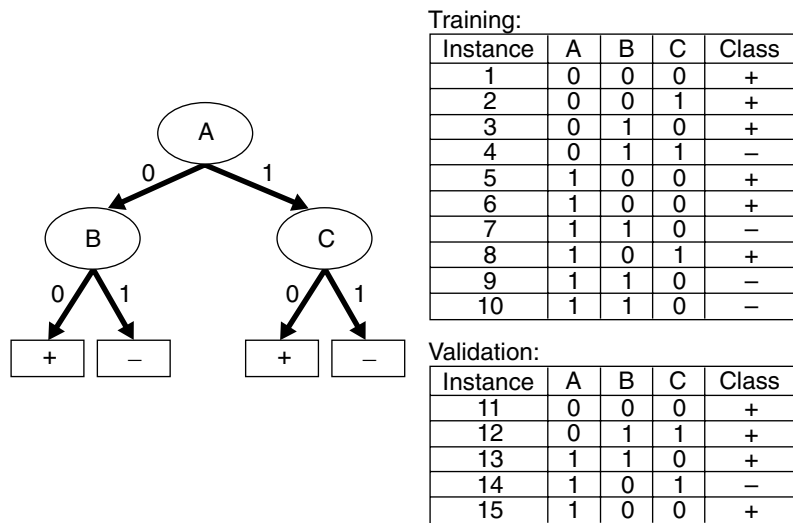 A
0 1
B C
0 1 0 1
+ – + –
Training:
Instance A B C Class
1 0 0 0 +
2 0 0 1 +
3 0 1 0 +
4 0 1 1 –
5 1 0 0 +
6 1 0 0 +
7 1 1 0 –
8 1 0 1 +
9 1 1 0 –
10 1 1 0 –
Validation:
Instance A B C Class
11 0 0 0 +
12 0 1 1 +
13 1 1 0 +
14 1 0 1 –
15 1 0 0 +